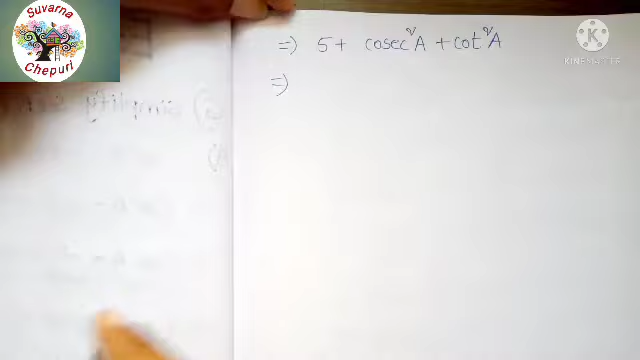 Suvarna
Chepuri
=) 5 + cosec²A + cot²A
=)
K
KINEMASTER